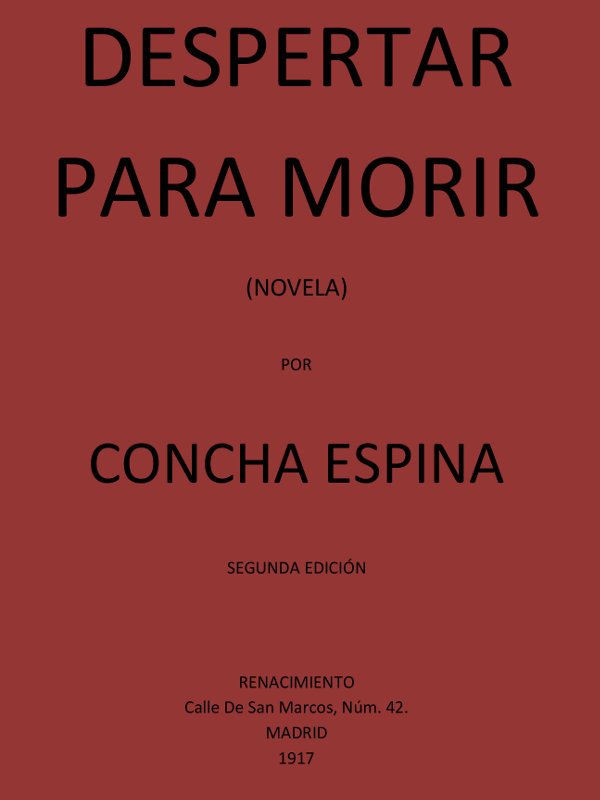 DESPERTAR
PARA MORIR
(NOVELA)
POR
CONCHA ESPINA
SEGUNDA EDICIÓN
RENACIMIENTO
Calle De San Marcos, Núm. 42.
MADRID
1917